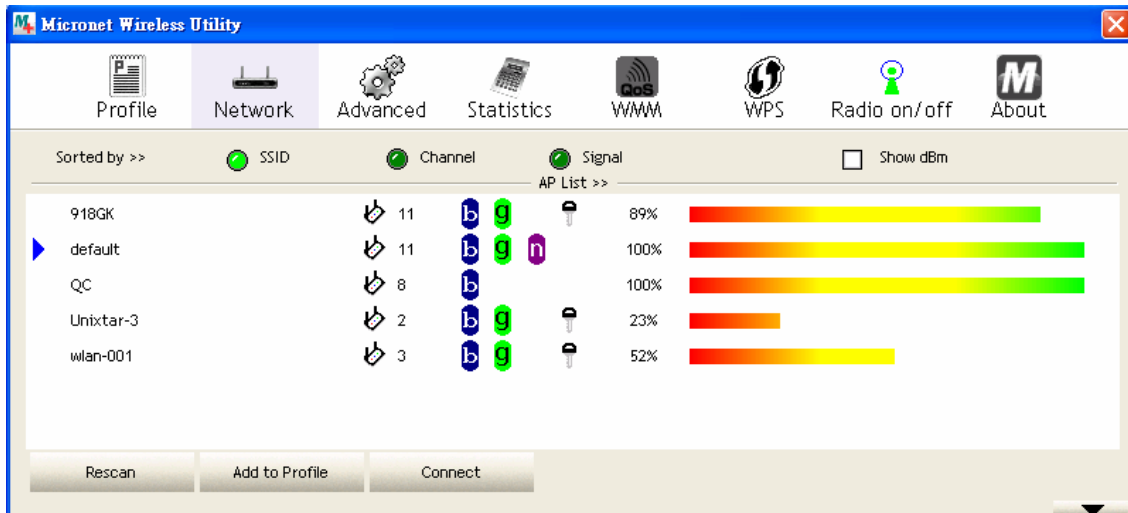 Micronet Wireless Utility
Profile Network Advanced Statistics QoS WMM WPS Radio on/off M About
Sorted by >> SSID Channel Signal Show dBm
AP List >>
918GK 11 b g 89%
default 11 b g n 100%
QC 8 b 100%
Unixtar-3 2 b g 23%
wlan-001 3 b g 52%
Rescan Add to Profile Connect